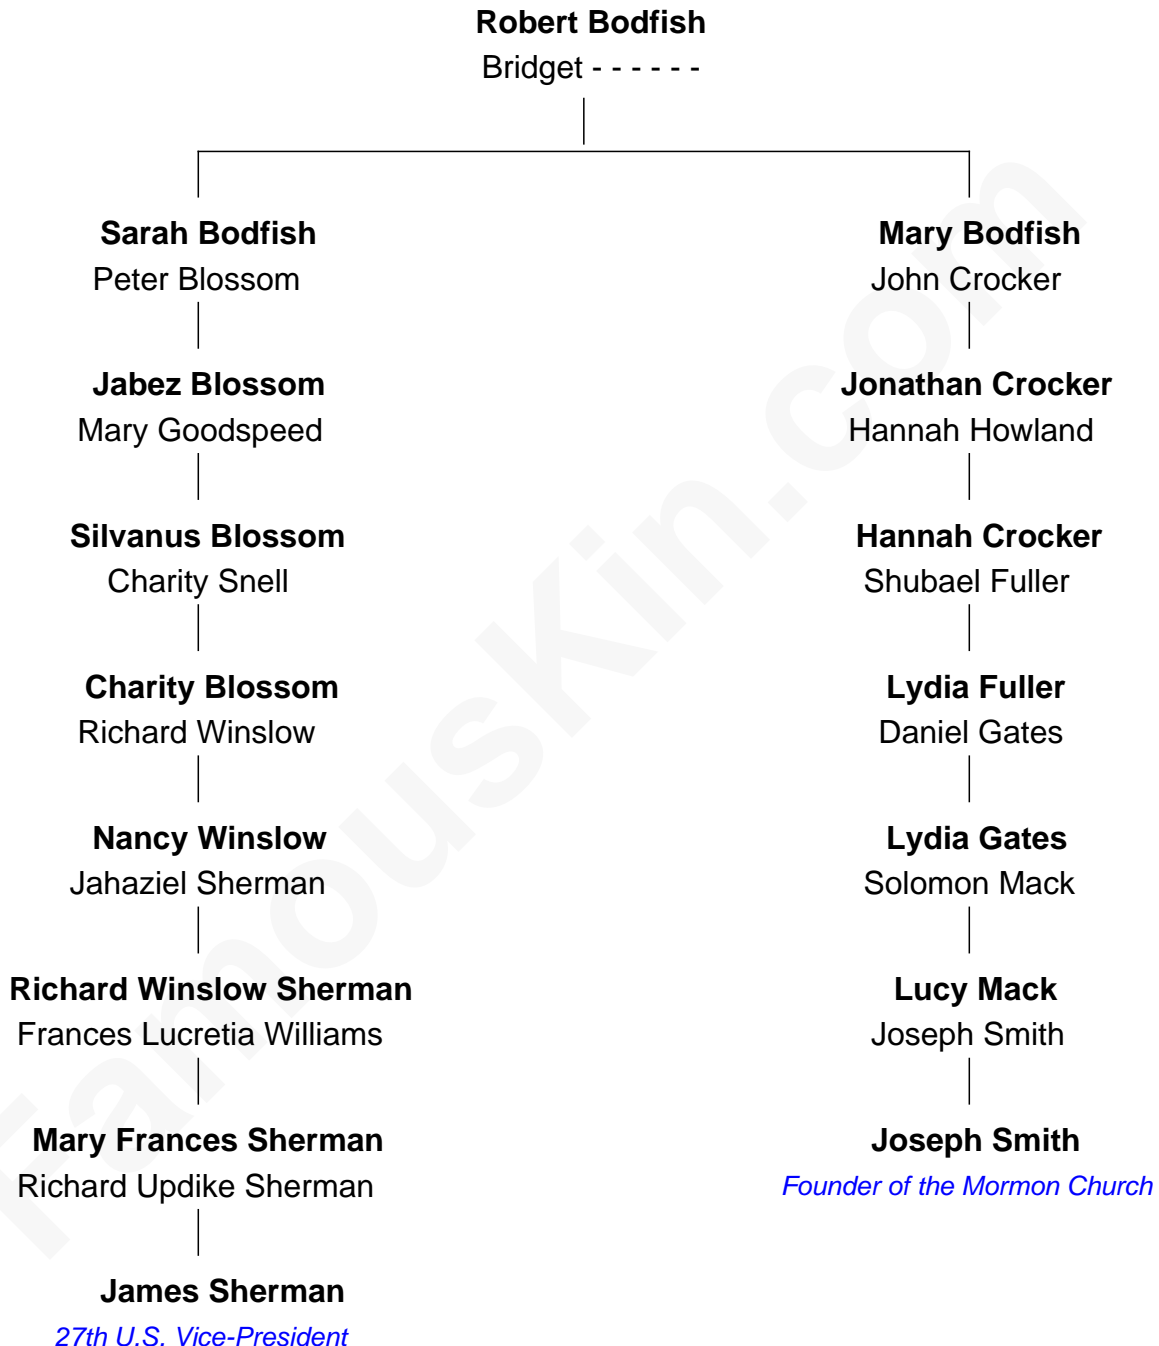 Robert Bodfish
Bridget - - - - - -
Sarah Bodfish
Peter Blossom
Mary Bodfish
John Crocker
Jabez Blossom
Mary Goodspeed
Jonathan Crocker
Hannah Howland
Silvanus Blossom
Charity Snell
Hannah Crocker
Shubael Fuller
Charity Blossom
Richard Winslow
Lydia Fuller
Daniel Gates
Nancy Winslow
Jahaziel Sherman
Lydia Gates
Solomon Mack
Richard Winslow Sherman
Frances Lucretia Williams
Lucy Mack
Joseph Smith
Mary Frances Sherman
Richard Updike Sherman
Joseph Smith
Founder of the Mormon Church
James Sherman
27th U.S. Vice-President
FamousKin.com